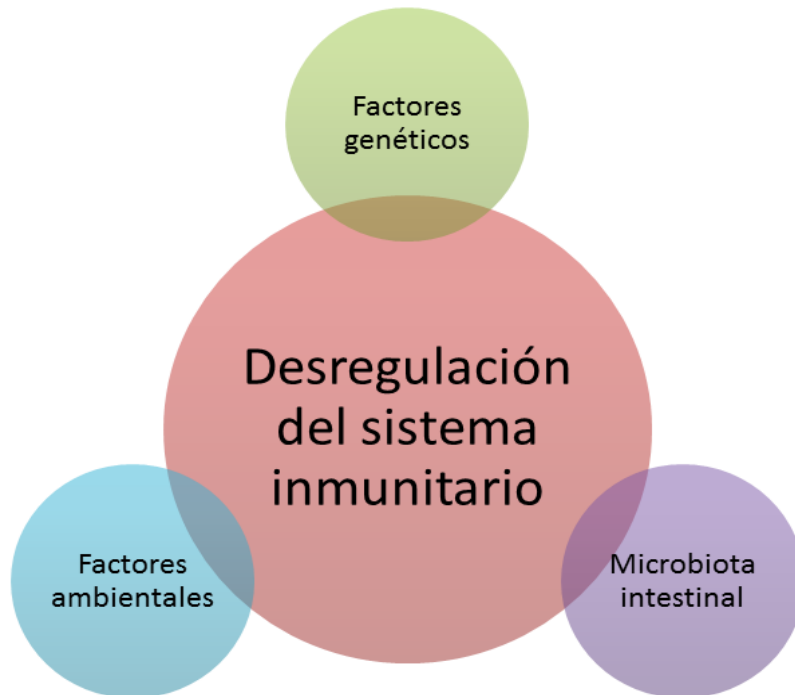 Factores
genéticos
Desregulación
del sistema
inmunitario
Factores
ambientales
Microbiota
intestinal